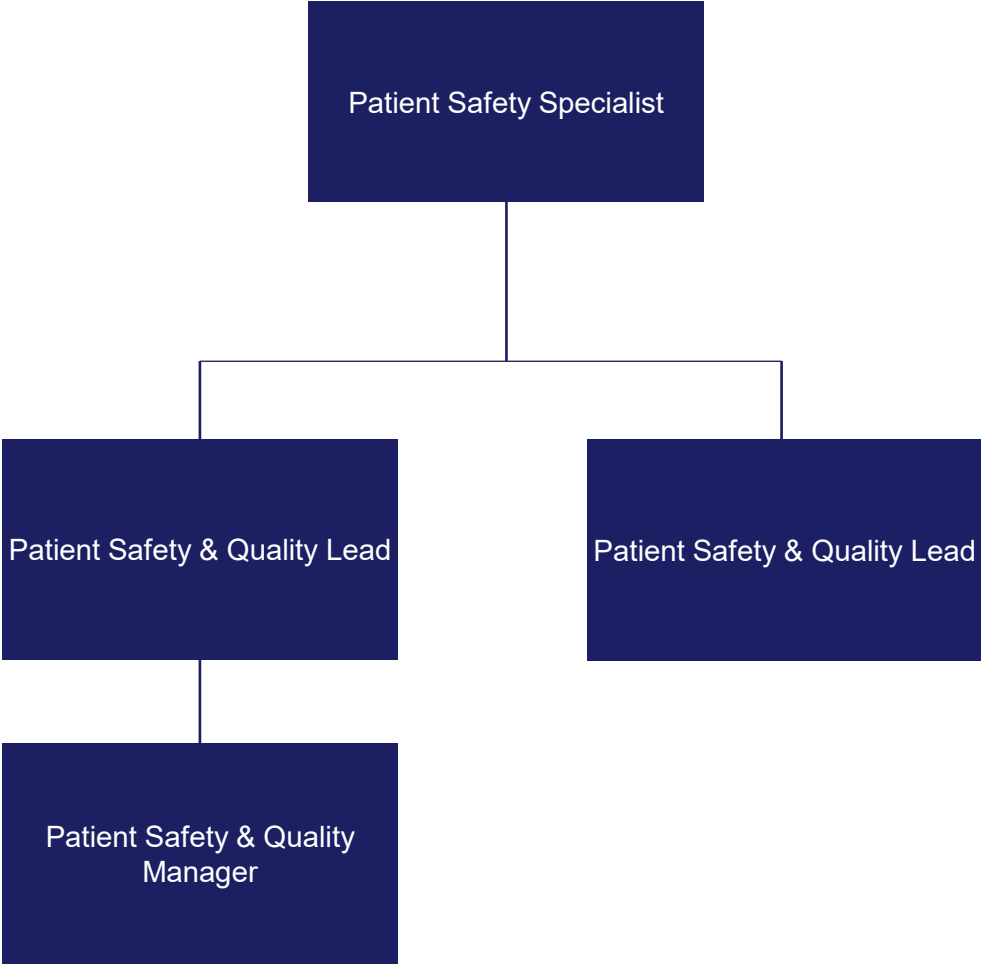 Patient Safety Specialist
Patient Safety & Quality Lead
Patient Safety & Quality Lead
Patient Safety & Quality
Manager